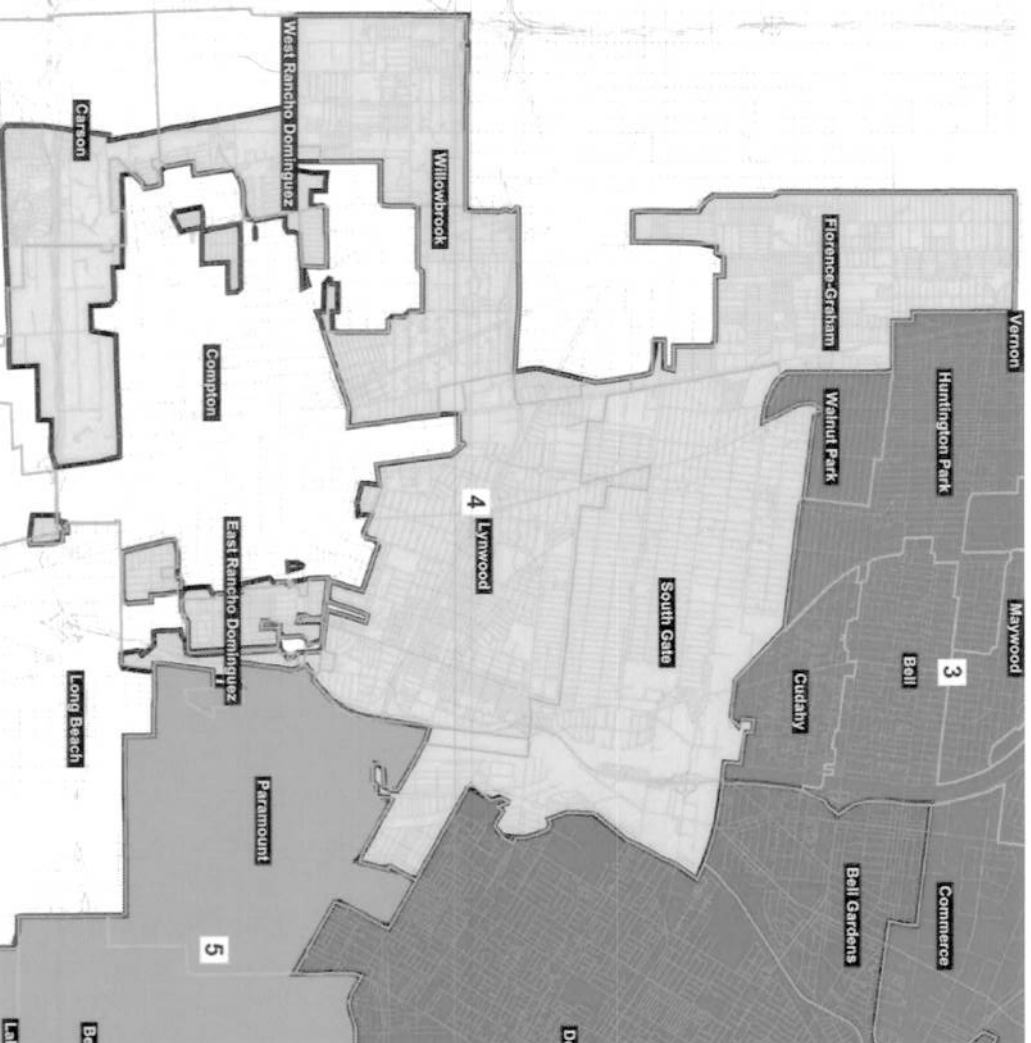 Vernon
Maywood
Huntington Park
3
Commerce
Bell
Florence-Graham
Walnut Park
Bell Gardens
Cudahy
South Gate
4
Lynwood
Willowbrook
West Rancho Dominguez
Paramount
East Rancho Dominguez
Compton
5
Carson
Long Beach